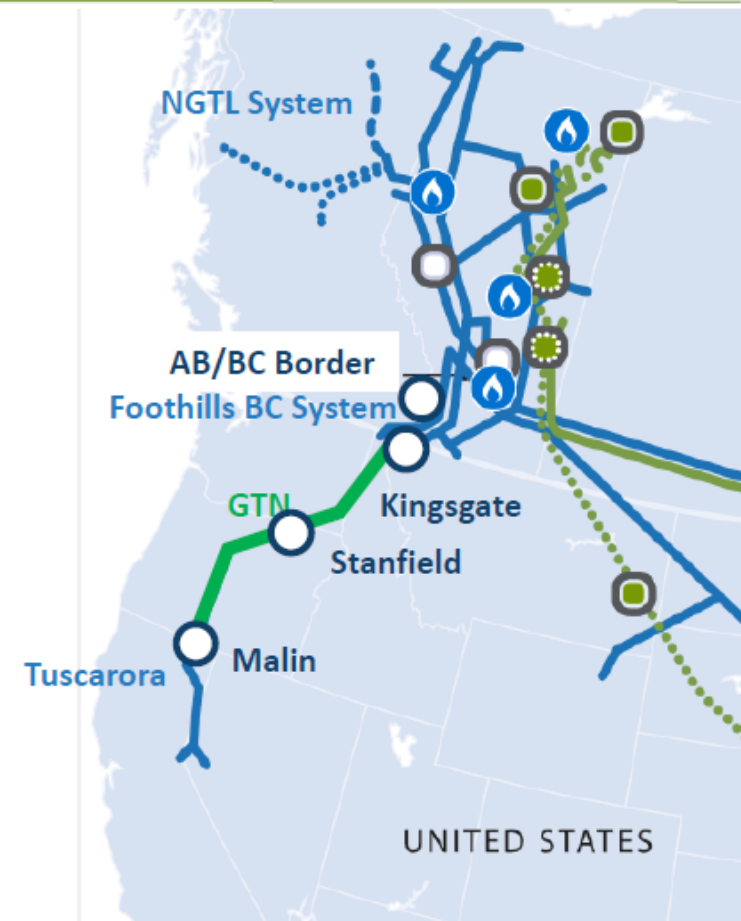 NGTL System
AB/BC Border
Foothills BC System
GTN
Kingsgate
Stanfield
Malin
Tuscarora
UNITED STATES